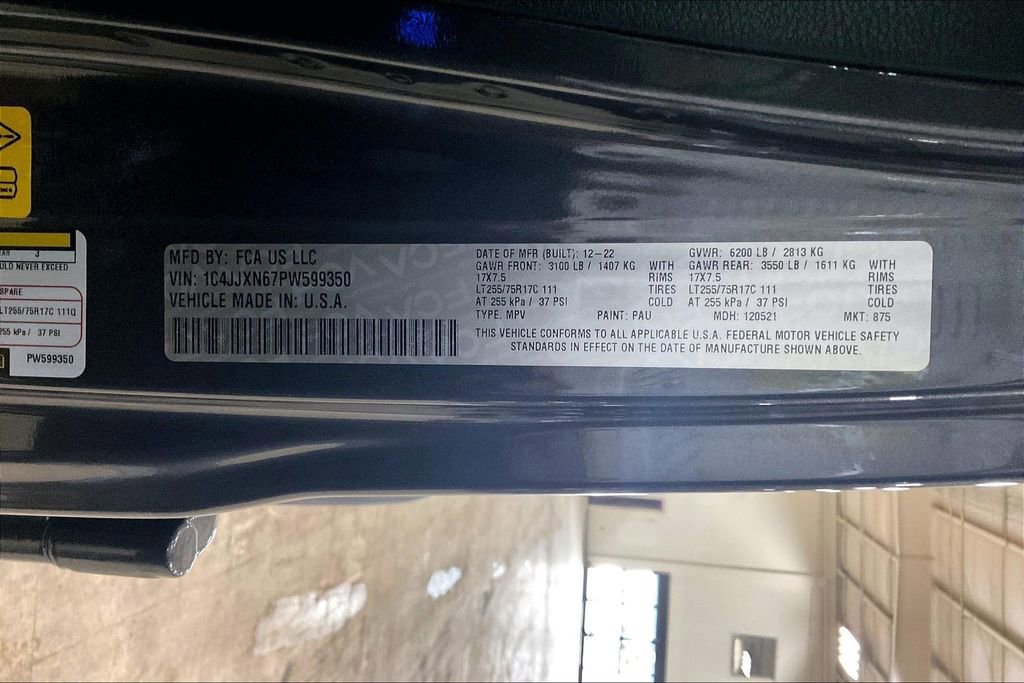 3
ULD NEVER EXCEED
SPARE
LT255/75R17C 111Q
255 kPa / 37 PSI
PW599350
MFD BY: FCA US LLC
VIN: 1C4JJXN67PW599350
VEHICLE MADE IN: U.S.A.
DATE OF MFR (BUILT): 12-22
GAWR FRONT: 3100 LB / 1407 KG WITH
17X7.5 RIMS
LT255/75R17C 111 TIRES
AT 255 kPa / 37 PSI COLD
TYPE: MPV PAINT: PAU
GVWR: 6200 LB / 2813 KG
GAWR REAR: 3550 LB / 1611 KG WITH
17X7.5 RIMS
LT255/75R17C 111 TIRES
AT 255 kPa / 37 PSI COLD
MDH: 120521 MKT: 875
THIS VEHICLE CONFORMS TO ALL APPLICABLE U.S.A. FEDERAL MOTOR VEHICLE SAFETY
STANDARDS IN EFFECT ON THE DATE OF MANUFACTURE SHOWN ABOVE.